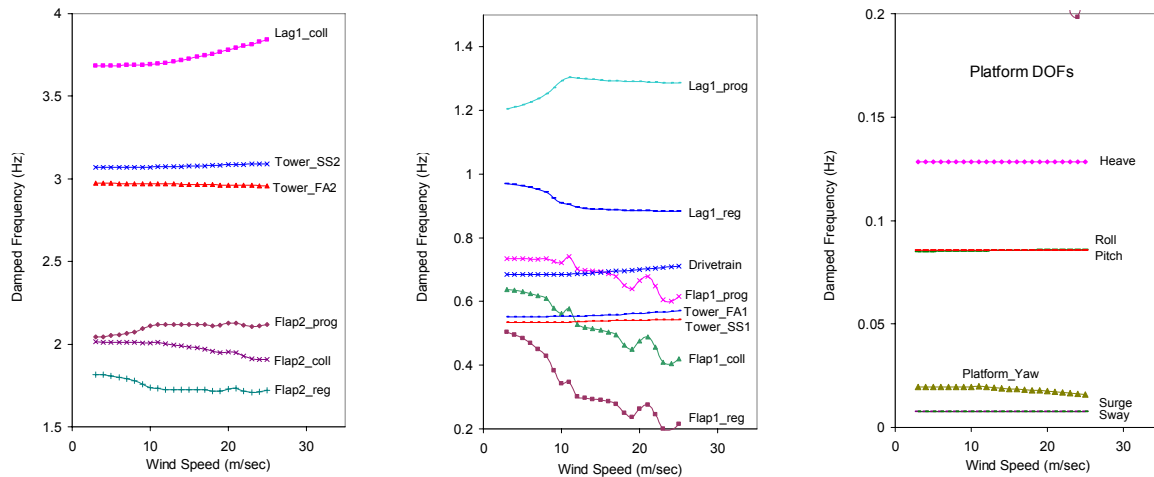 4
3.5
3
2.5
2
1.5
0
10
20
30
Damped Frequency (Hz)
Wind Speed (m/sec)
Lag1_coll
Tower_SS2
Tower_FA2
Flap2_prog
Flap2_coll
Flap2_reg
1.4
1.2
1
0.8
0.6
0.4
0.2
0
10
20
30
Damped Frequency (Hz)
Wind Speed (m/sec)
Lag1_prog
Lag1_reg
Drivetrain
Flap1_prog
Tower_FA1
Tower_SS1
Flap1_coll
Flap1_reg
0.2
0.15
0.1
0.05
0
0
10
20
30
Damped Frequency (Hz)
Wind Speed (m/sec)
Platform DOFs
Heave
Roll
Pitch
Platform_Yaw
Surge
Sway